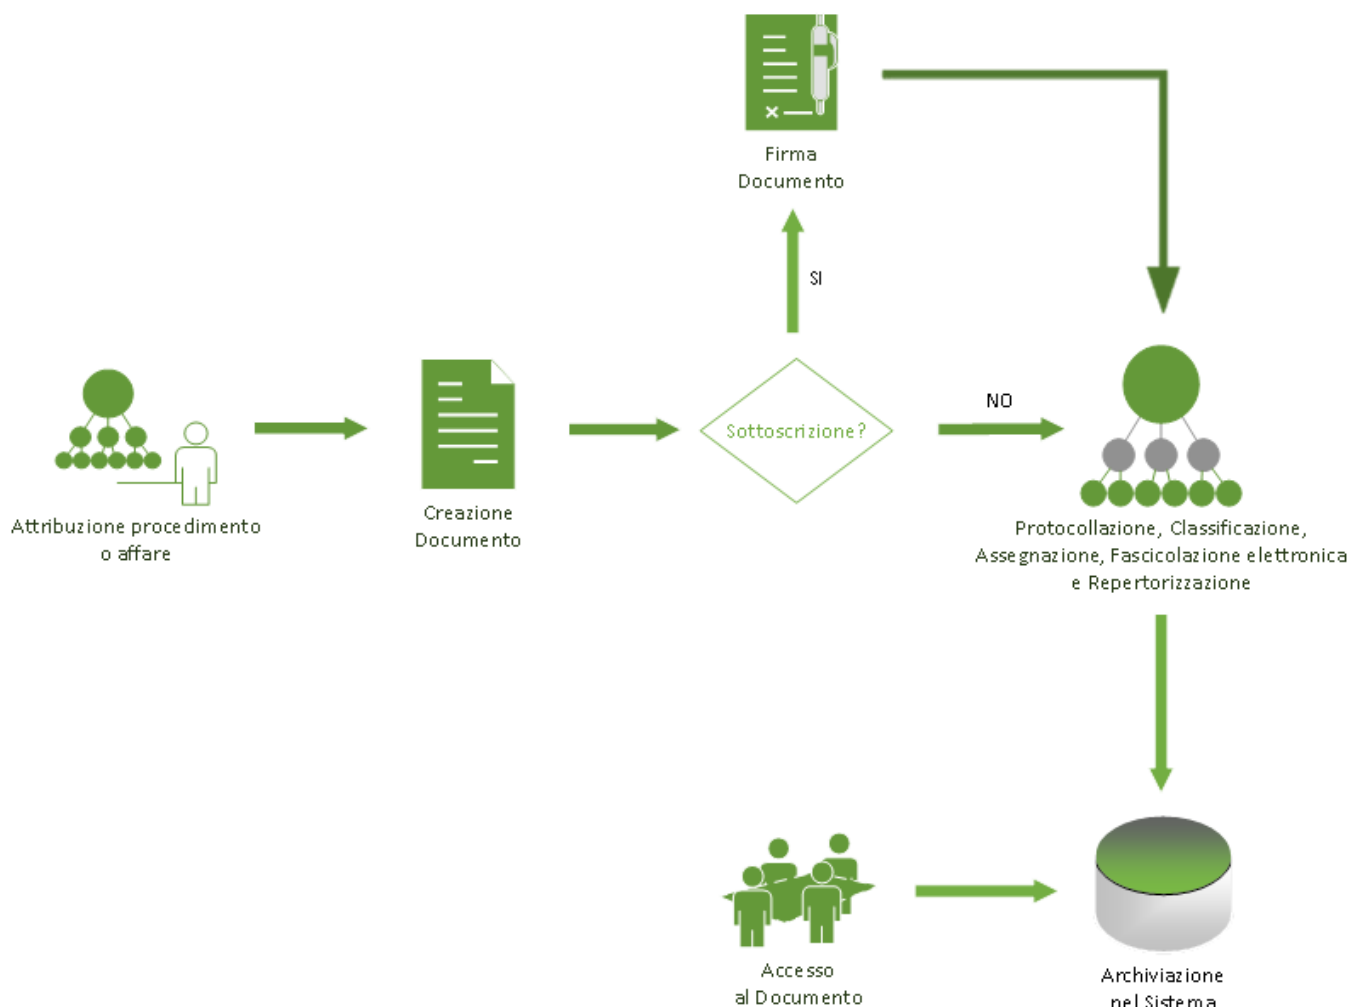 Firma
Documento
SI
NO
Sottoscrizione?
Attribuzione procedimento
o affare
Creazione
Documento
Protocollazione, Classificazione,
Assegnazione, Fascicolazione elettronica
e Repertorizzazione
Accesso
al Documento
Archiviazione
nel Sistema